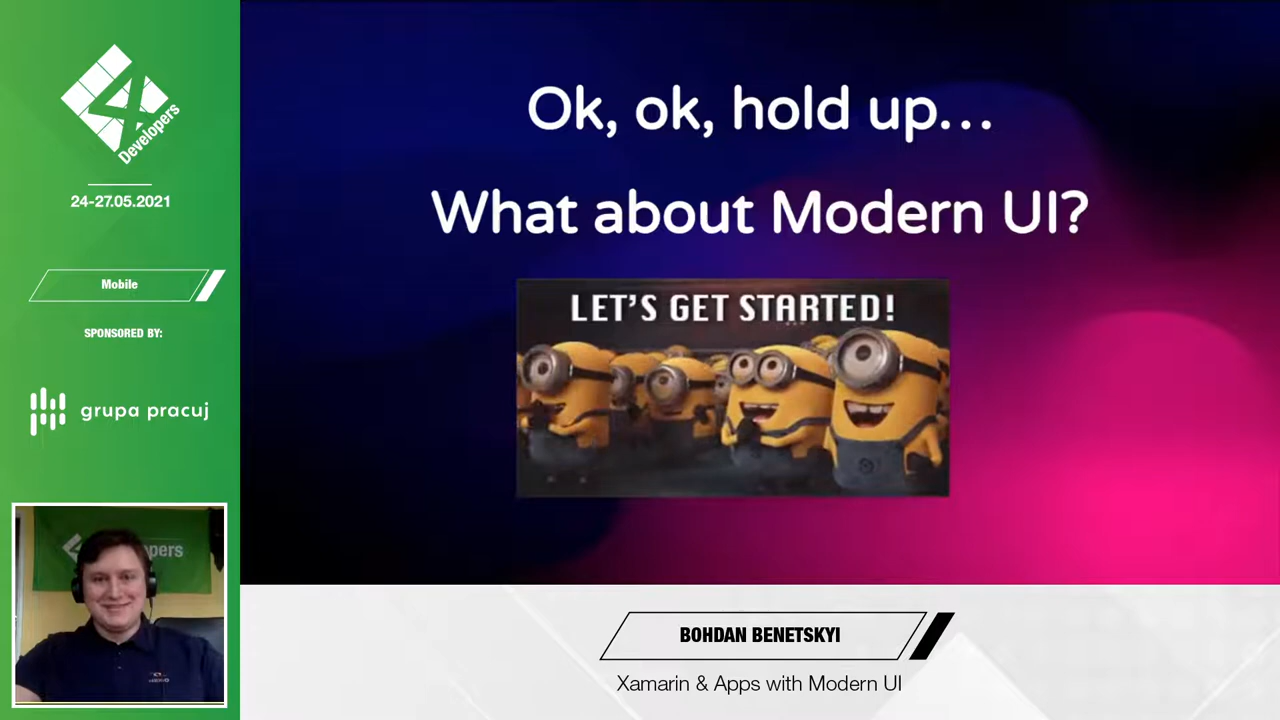 4
Developers
24-27.05.2021
Mobile
SPONSORED BY:
grupa pracuj
Ok, ok, hold up...
What about Modern UI?
LET'S GET STARTED!
BOHDAN BENETSKYI
Xamarin & Apps with Modern UI